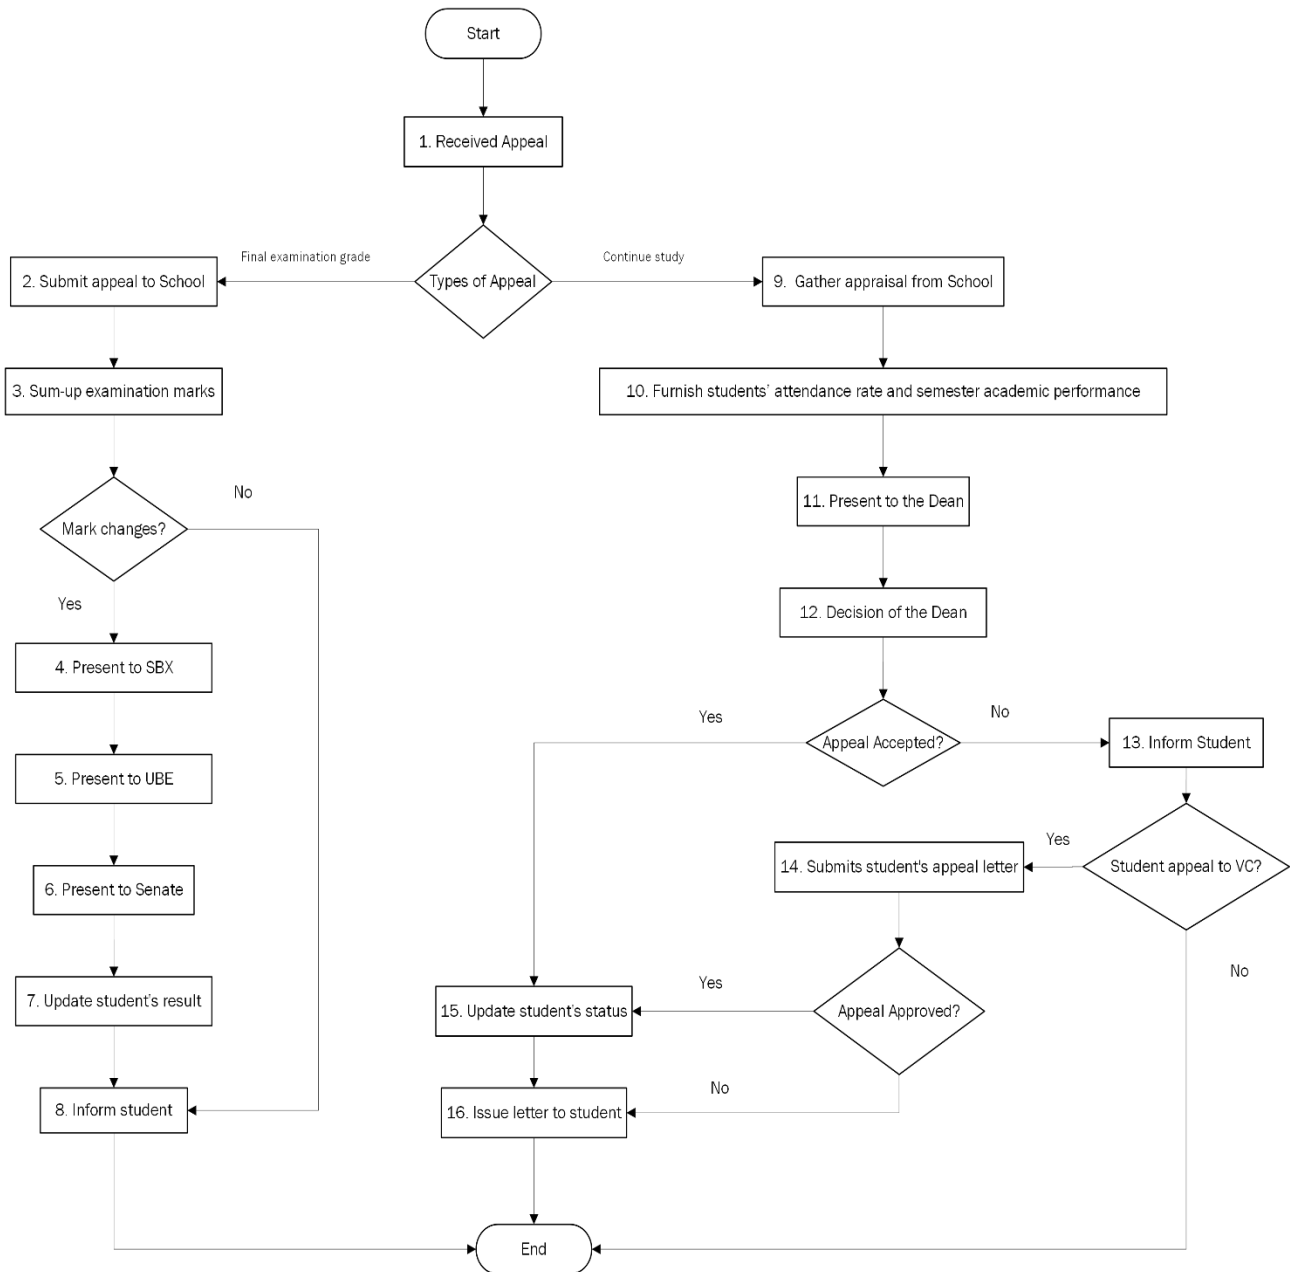 Start
1. Received Appeal
Types of Appeal
Final examination grade
Continue study
2. Submit appeal to School
3. Sum-up examination marks
Mark changes?
No
Yes
4. Present to SBX
5. Present to UBE
6. Present to Senate
7. Update student's result
8. Inform student
9. Gather appraisal from School
10. Furnish students' attendance rate and semester academic performance
11. Present to the Dean
12. Decision of the Dean
Appeal Accepted?
Yes
No
13. Inform Student
Student appeal to VC?
Yes
No
14. Submits student's appeal letter
Appeal Approved?
Yes
No
15. Update student's status
16. Issue letter to student
End